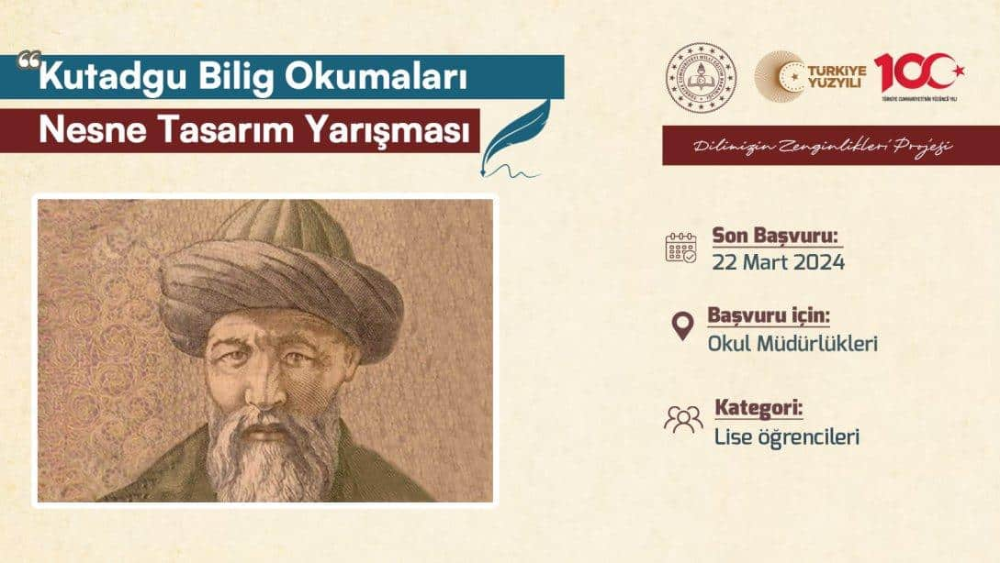 “Kutadgu Bilig Okumaları
Nesne Tasarım Yarışması
TÜRKİYE
YÜZYILI
100
TÜRKİYE CUMHURİYETİ'NİN YÜZÜNCÜ YILI
Dilimizin Zenginlikleri Projesi
Son Başvuru:
22 Mart 2024
Başvuru için:
Okul Müdürlükleri
Kategori:
Lise öğrencileri